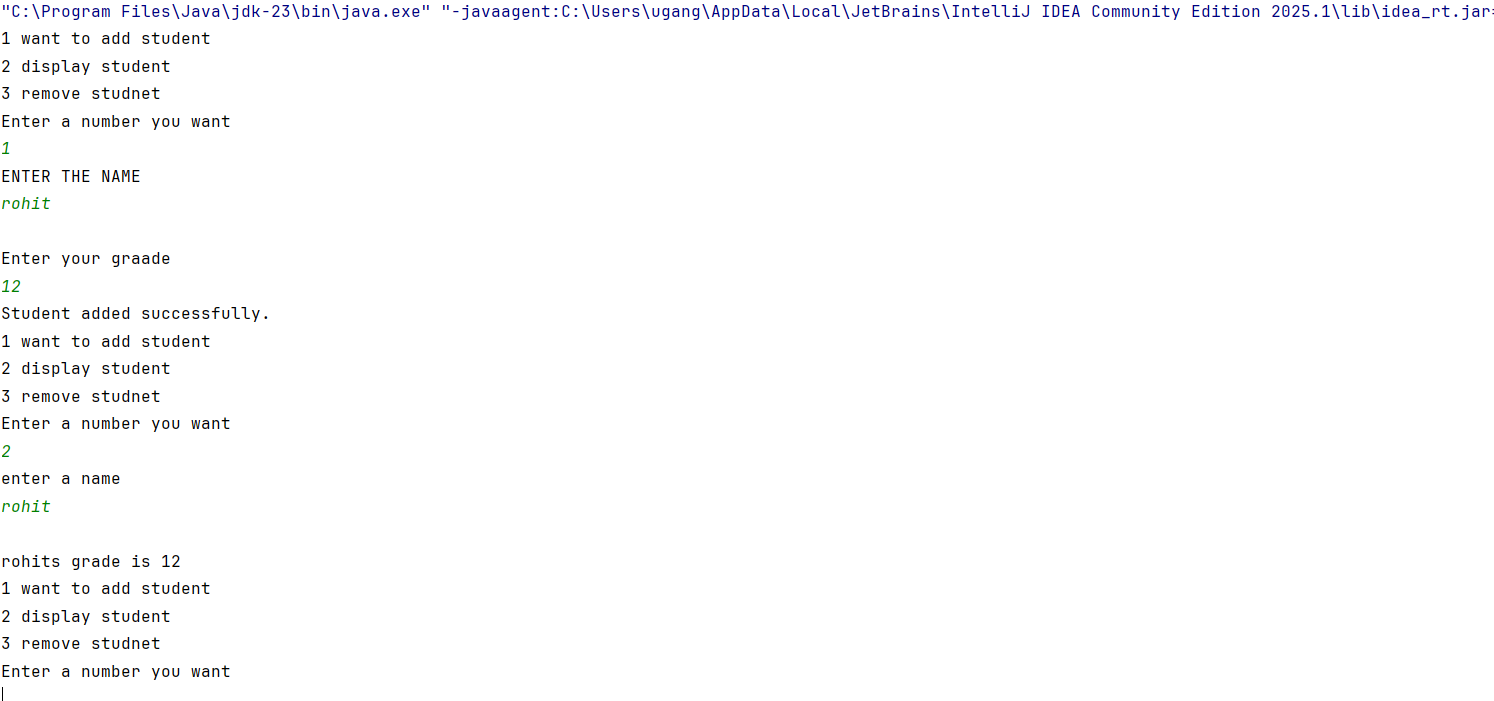 "C:\Program Files\Java\jdk-23\bin\java.exe" "-javaagent:C:\Users\ugang\AppData\Local\JetBrains\IntelliJ IDEA Community Edition 2025.1\lib\idea_rt.jar=
1 want to add student
2 display student
3 remove studnet
Enter a number you want
1
ENTER THE NAME
rohit
Enter your graade
12
Student added successfully.
1 want to add student
2 display student
3 remove studnet
Enter a number you want
2
enter a name
rohit
rohits grade is 12
1 want to add student
2 display student
3 remove studnet
Enter a number you want